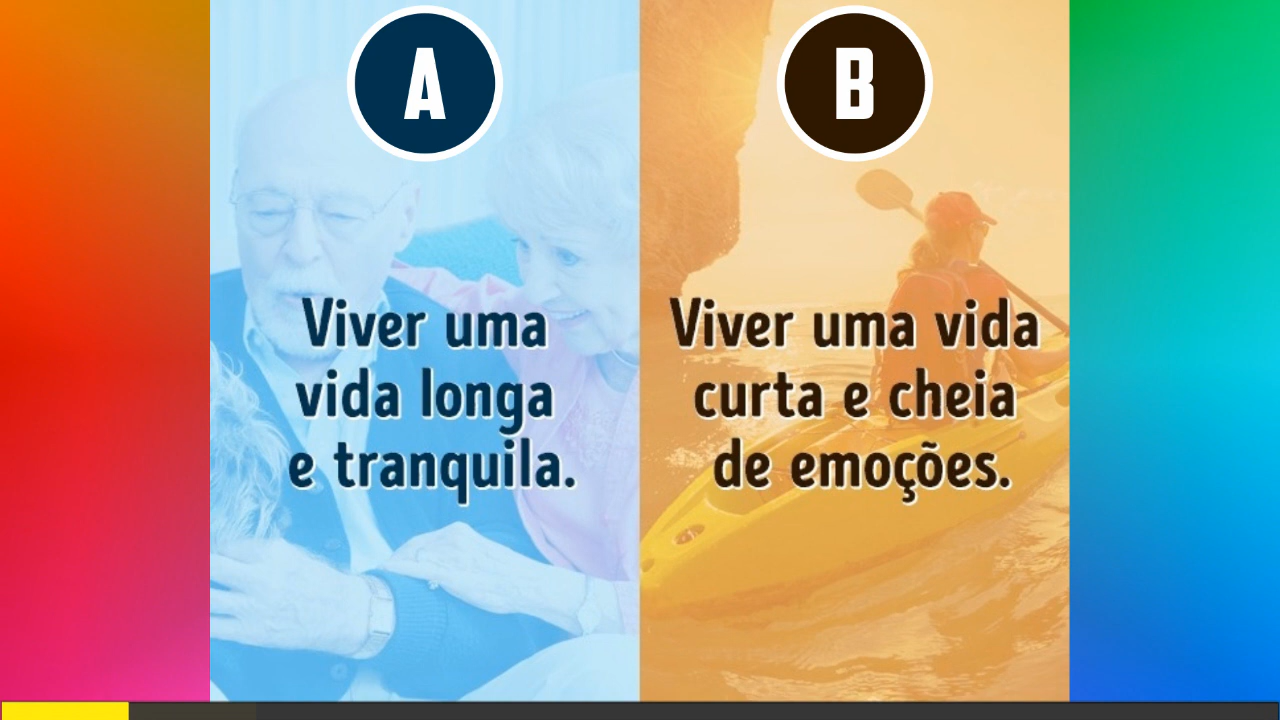 A
Viver uma
vida longa
e tranquila.
B
Viver uma vida
curta e cheia
de emoções.